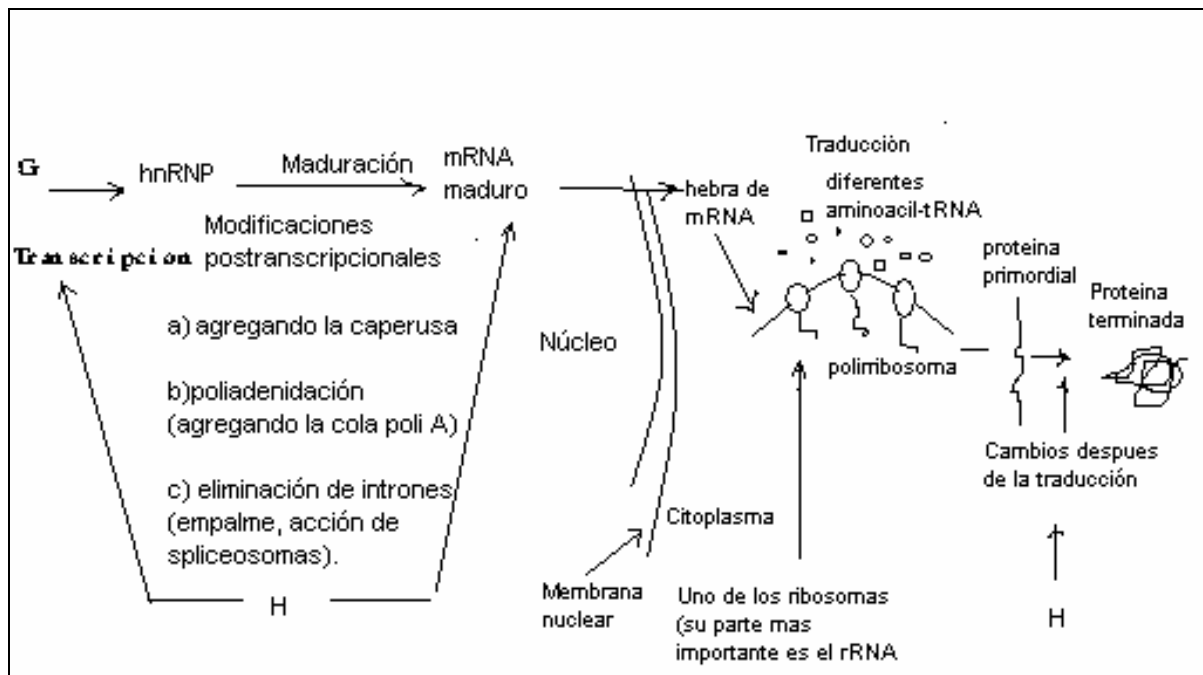 G
hnRNP
Maduración
mRNA
maduro
Transcripcion
Modificaciones
postranscripcionales
a) agregando la caperusa
b)poliadenidación
(agregando la cola poli A)
c) eliminación de intrones
(empalme, acción de
spliceosomas).
H
Núcleo
Membrana
nuclear
Citoplasma
hebra de
mRNA
Traducción
diferentes
aminoacil-tRNA
polirribosoma
Uno de los ribosomas
(su parte mas
importante es el rRNA
proteina
primordial
Proteina
terminada
Cambios despues
de la traducción
H